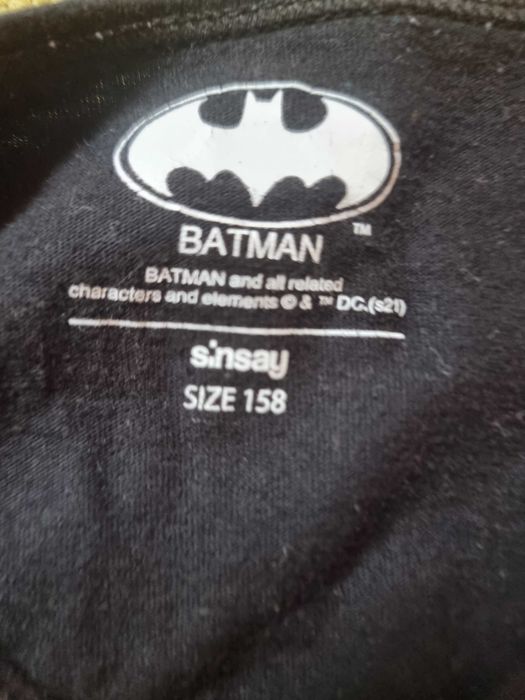 TM
BATMAN
BATMAN and all related
characters and elements © & ™ DC.(s21)
sinsay
SIZE 158